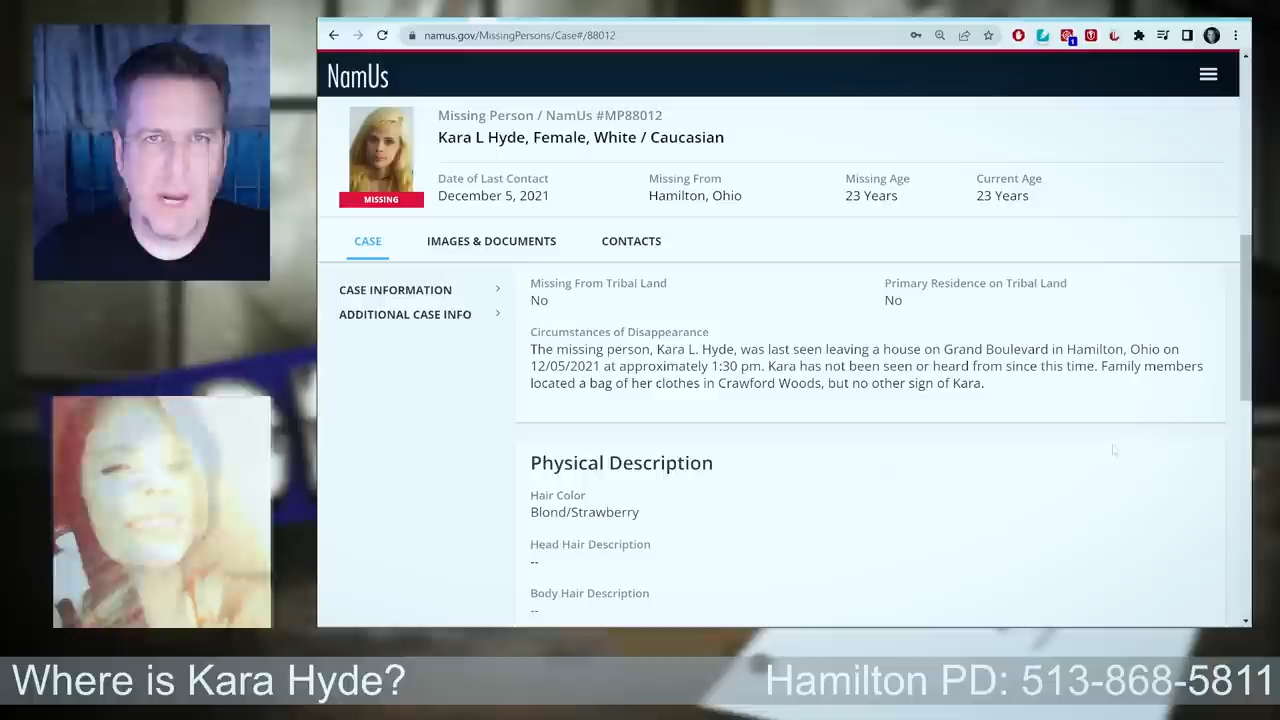 namus.gov/MissingPersons/Case#/88012
1
NamUs
Missing Person / NamUs #MP88012
Kara L Hyde, Female, White / Caucasian
Date of Last Contact Missing From Missing Age Current Age
December 5, 2021 Hamilton, Ohio 23 Years 23 Years
MISSING
CASE IMAGES & DOCUMENTS CONTACTS
CASE INFORMATION
ADDITIONAL CASE INFO
Missing From Tribal Land Primary Residence on Tribal Land
No No
Circumstances of Disappearance
The missing person, Kara L. Hyde, was last seen leaving a house on Grand Boulevard in Hamilton, Ohio on
12/05/2021 at approximately 1:30 pm. Kara has not been seen or heard from since this time. Family members
located a bag of her clothes in Crawford Woods, but no other sign of Kara.
Physical Description
Hair Color
Blond/Strawberry
Head Hair Description
--
Body Hair Description
--
Where is Kara Hyde? Hamilton PD: 513-868-5811